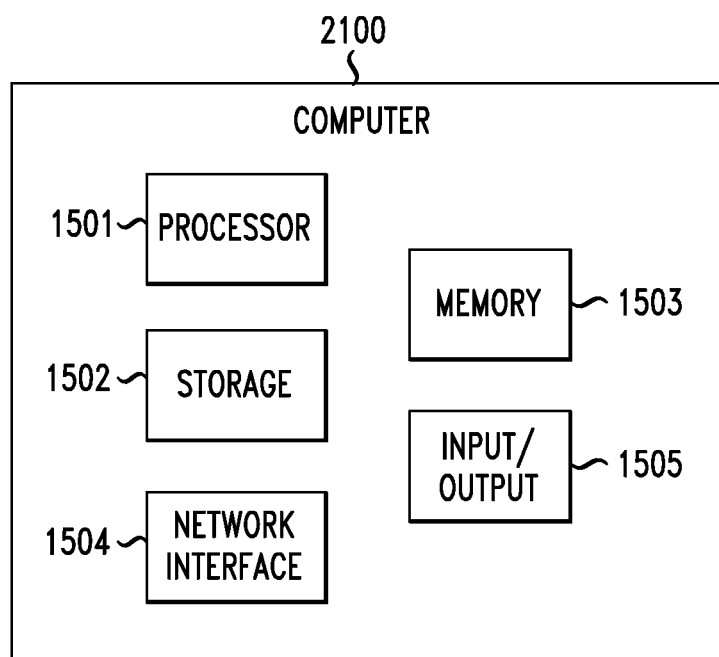 2100
COMPUTER
1501
PROCESSOR
MEMORY
1503
1502
STORAGE
INPUT/
OUTPUT
1505
1504
NETWORK
INTERFACE